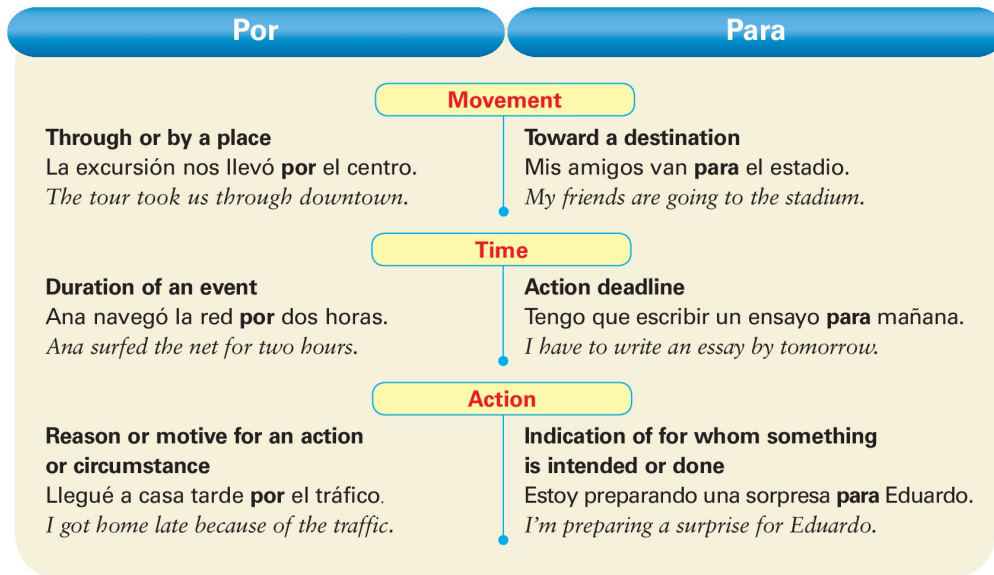 Por
Para
Movement
Through or by a place
La excursión nos llevó por el centro.
The tour took us through downtown.
Toward a destination
Mis amigos van para el estadio.
My friends are going to the stadium.
Time
Duration of an event
Ana navegó la red por dos horas.
Ana surfed the net for two hours.
Action deadline
Tengo que escribir un ensayo para mañana.
I have to write an essay by tomorrow.
Action
Reason or motive for an action
or circumstance
Llegué a casa tarde por el tráfico.
I got home late because of the traffic.
Indication of for whom something
is intended or done
Estoy preparando una sorpresa para Eduardo.
I'm preparing a surprise for Eduardo.